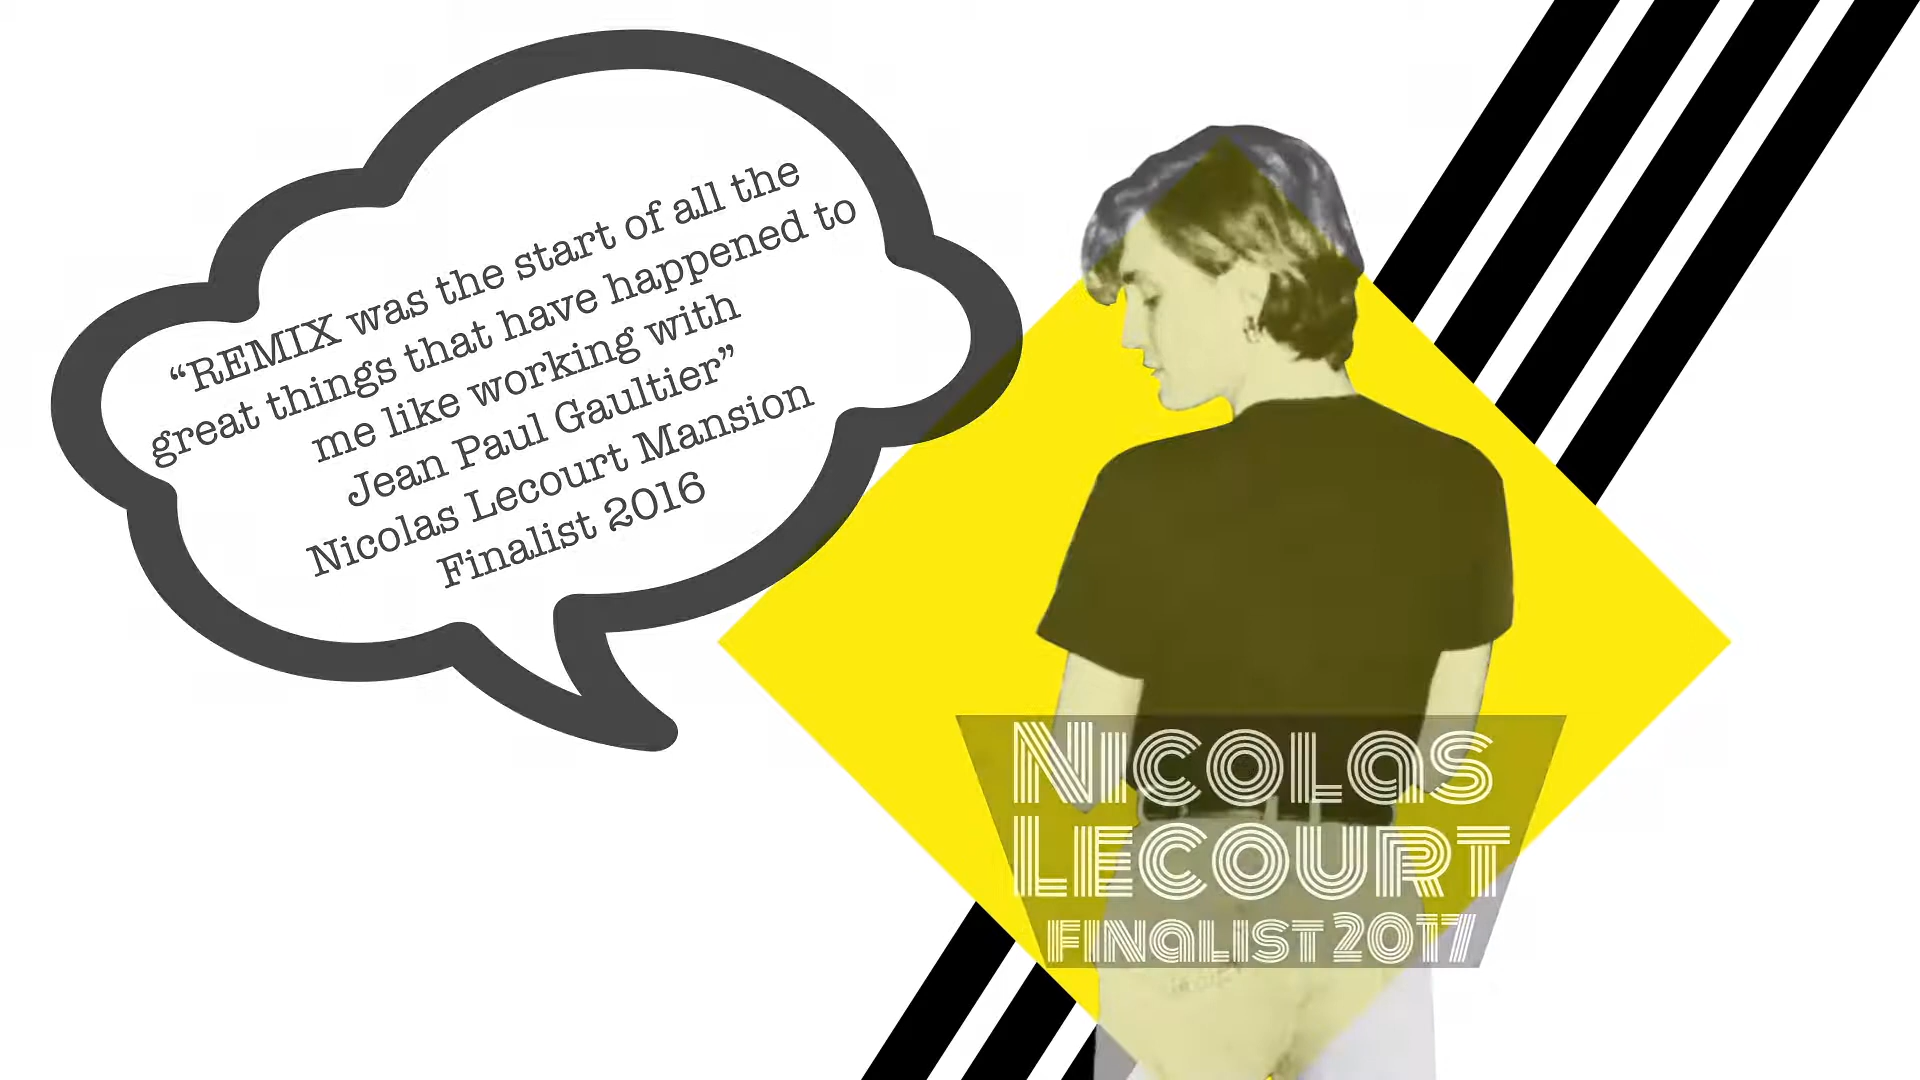 “REMIX was the start of all the
great things that have happened to
me like working with
Jean Paul Gaultier”
Nicolas Lecourt Mansion
Finalist 2016
Nicolas
Lecourt
Finalist 2017